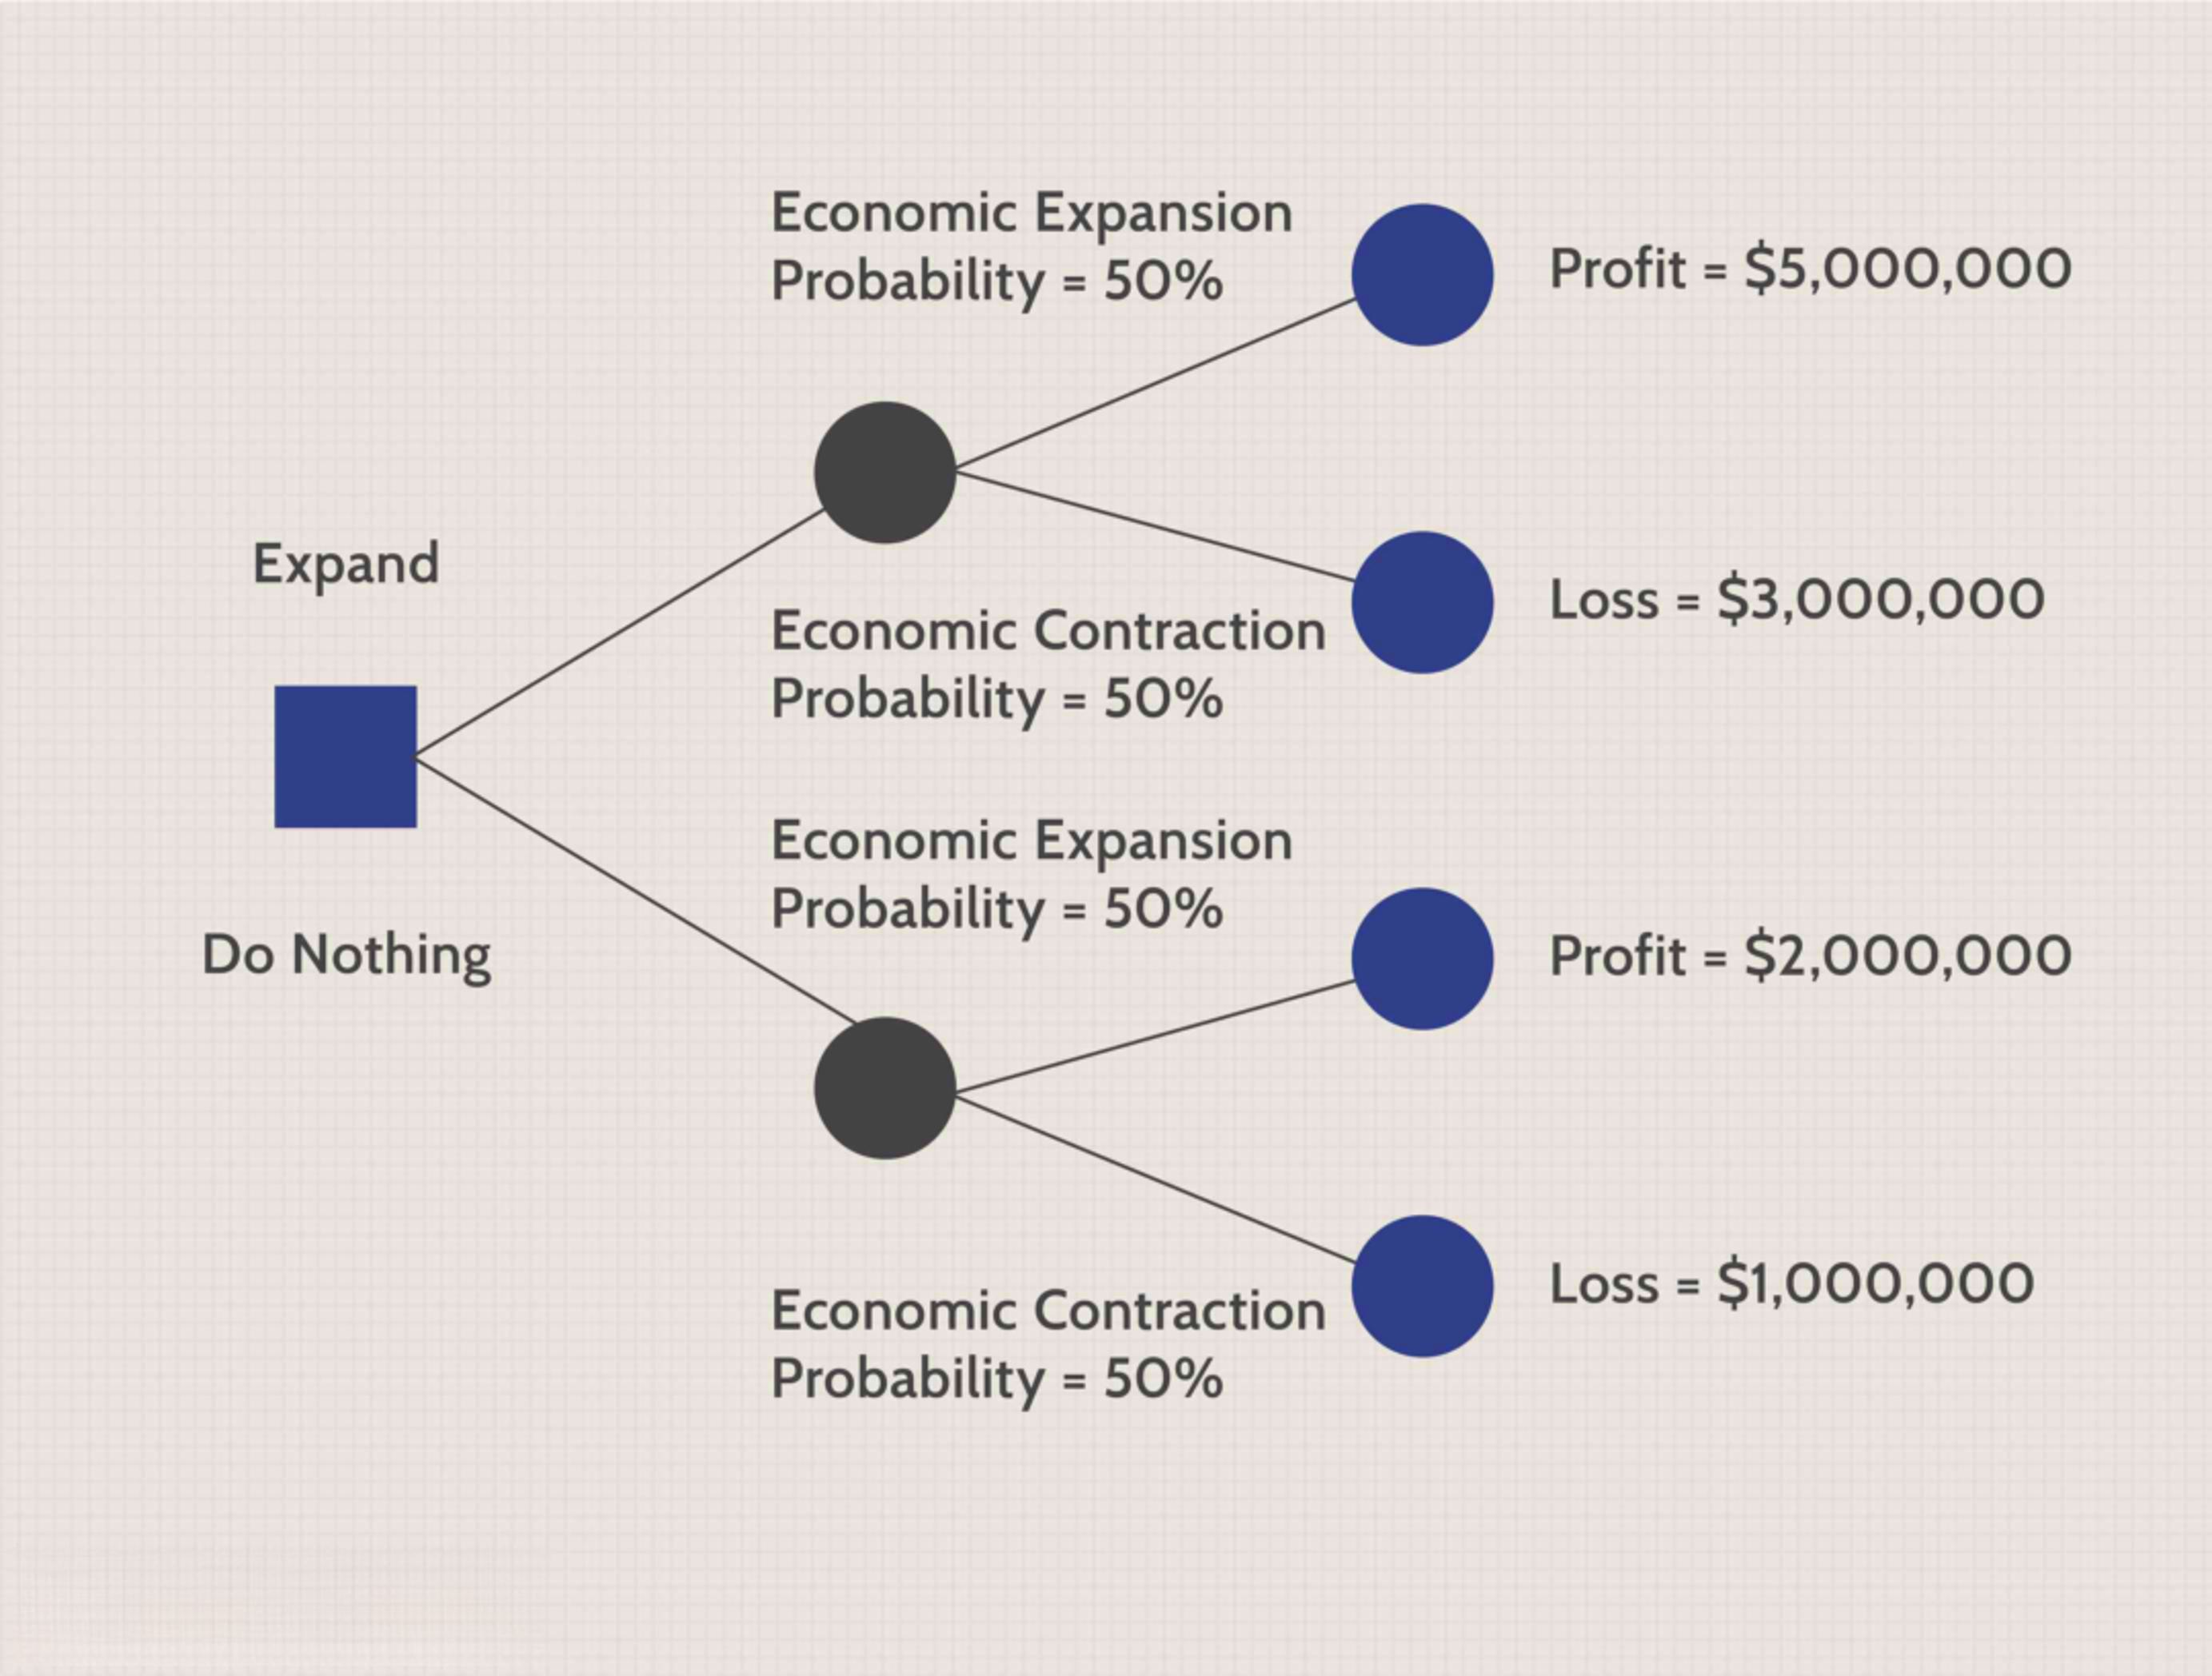 Economic Expansion
Probability = 50%
Profit = $5,000,000
Expand
Economic Contraction
Probability = 50%
Loss = $3,000,000
Do Nothing
Economic Expansion
Probability = 50%
Profit = $2,000,000
Economic Contraction
Probability = 50%
Loss = $1,000,000